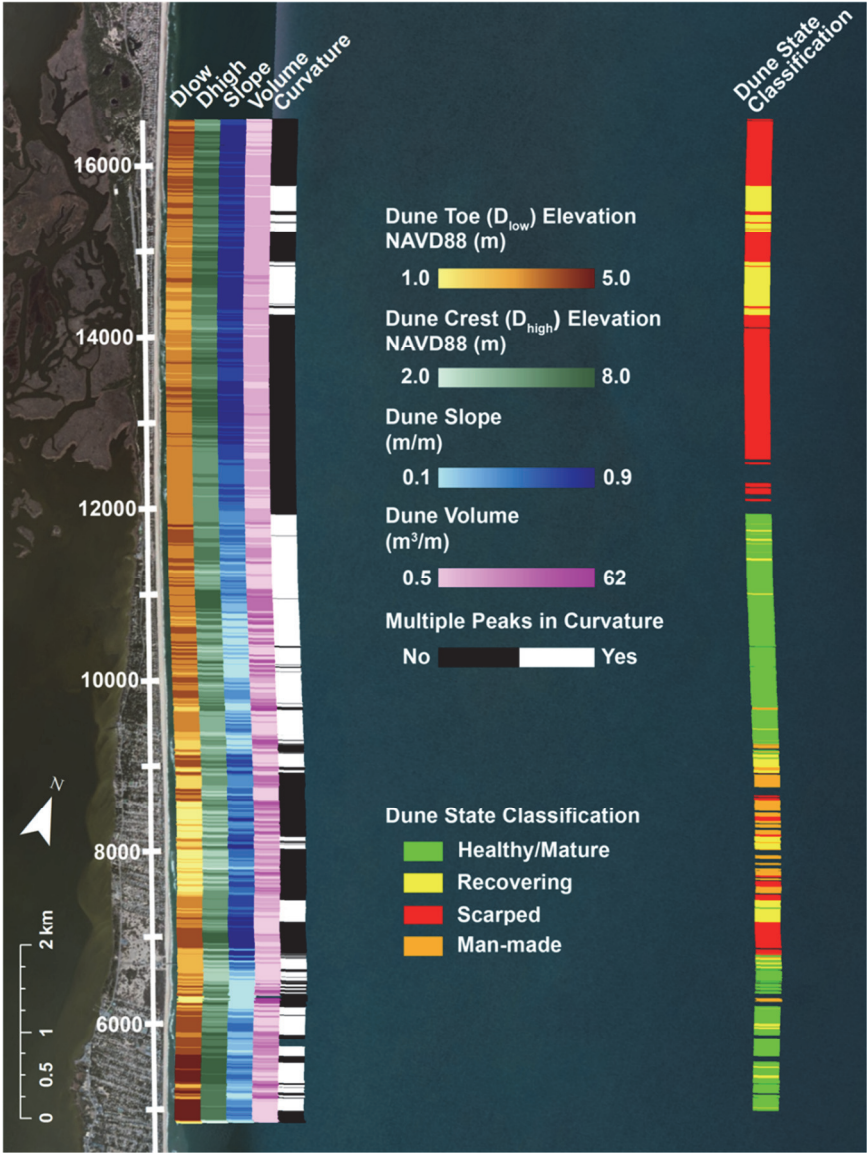 Dlow
Dhigh
Slope
Volume
Curvature
Dune State
Classification
16000
14000
12000
10000
8000
6000
Dune Toe (Dlow) Elevation
NAVD88 (m)
1.0 5.0
Dune Crest (Dhigh) Elevation
NAVD88 (m)
2.0 8.0
Dune Slope
(m/m)
0.1 0.9
Dune Volume
(m³/m)
0.5 62
Multiple Peaks in Curvature
No Yes
Dune State Classification
Healthy/Mature
Recovering
Scarped
Man-made
N
2 km
1
0.5
0